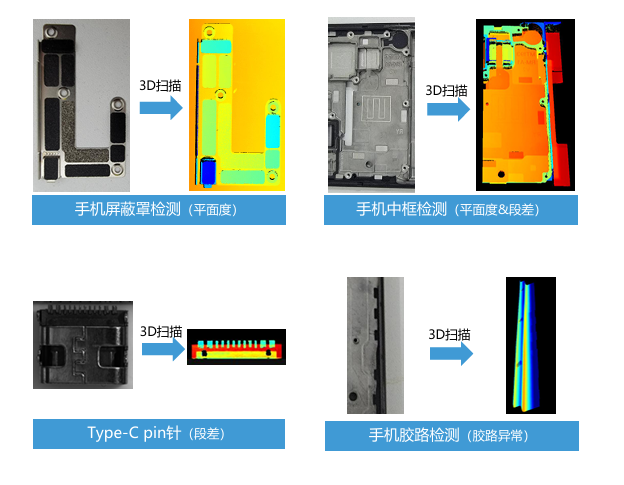 3D扫描
3D扫描
手机屏蔽罩检测（平面度）
手机中框检测（平面度&段差）
3D扫描
3D扫描
Type-C pin针（段差）
手机胶路检测（胶路异常）